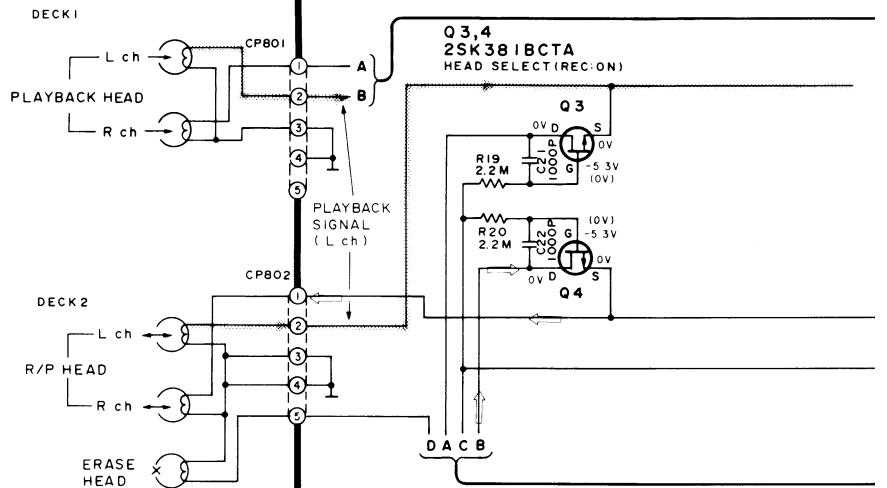 DECK1
L ch
PLAYBACK HEAD
R ch
CP801
1
2
3
4
5
A
B
Q3,4
2SK381BCTA
HEAD SELECT(REC:ON)
Q3
0V
D
S
0V
G
-5.3V
(0V)
C21
1000P
R19
2.2M
R20
2.2M
C22
1000P
(0V)
-5.3V
G
0V
0V
D
S
Q4
PLAYBACK
SIGNAL
(L ch)
CP802
1
2
3
4
5
DECK2
L ch
R/P HEAD
R ch
ERASE
HEAD
D A C B